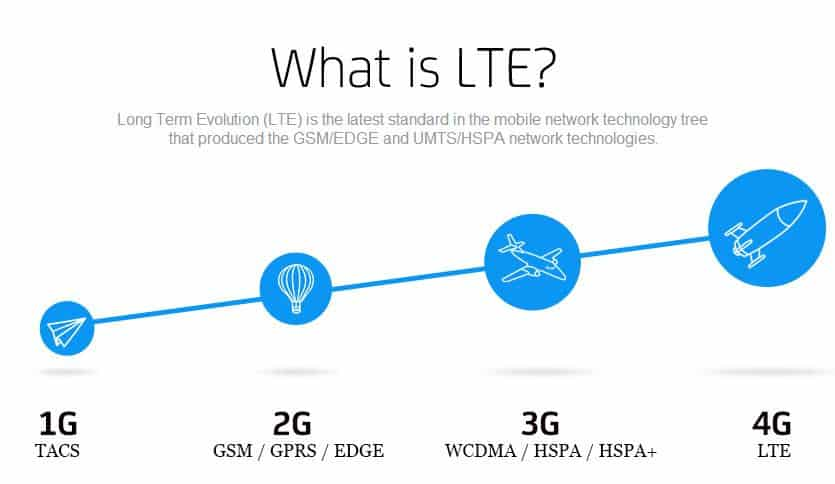 What is LTE?
Long Term Evolution (LTE) is the latest standard in the mobile network technology tree
that produced the GSM/EDGE and UMTS/HSPA network technologies.
1G
TACS
2G
GSM / GPRS / EDGE
3G
WCDMA / HSPA / HSPA+
4G
LTE